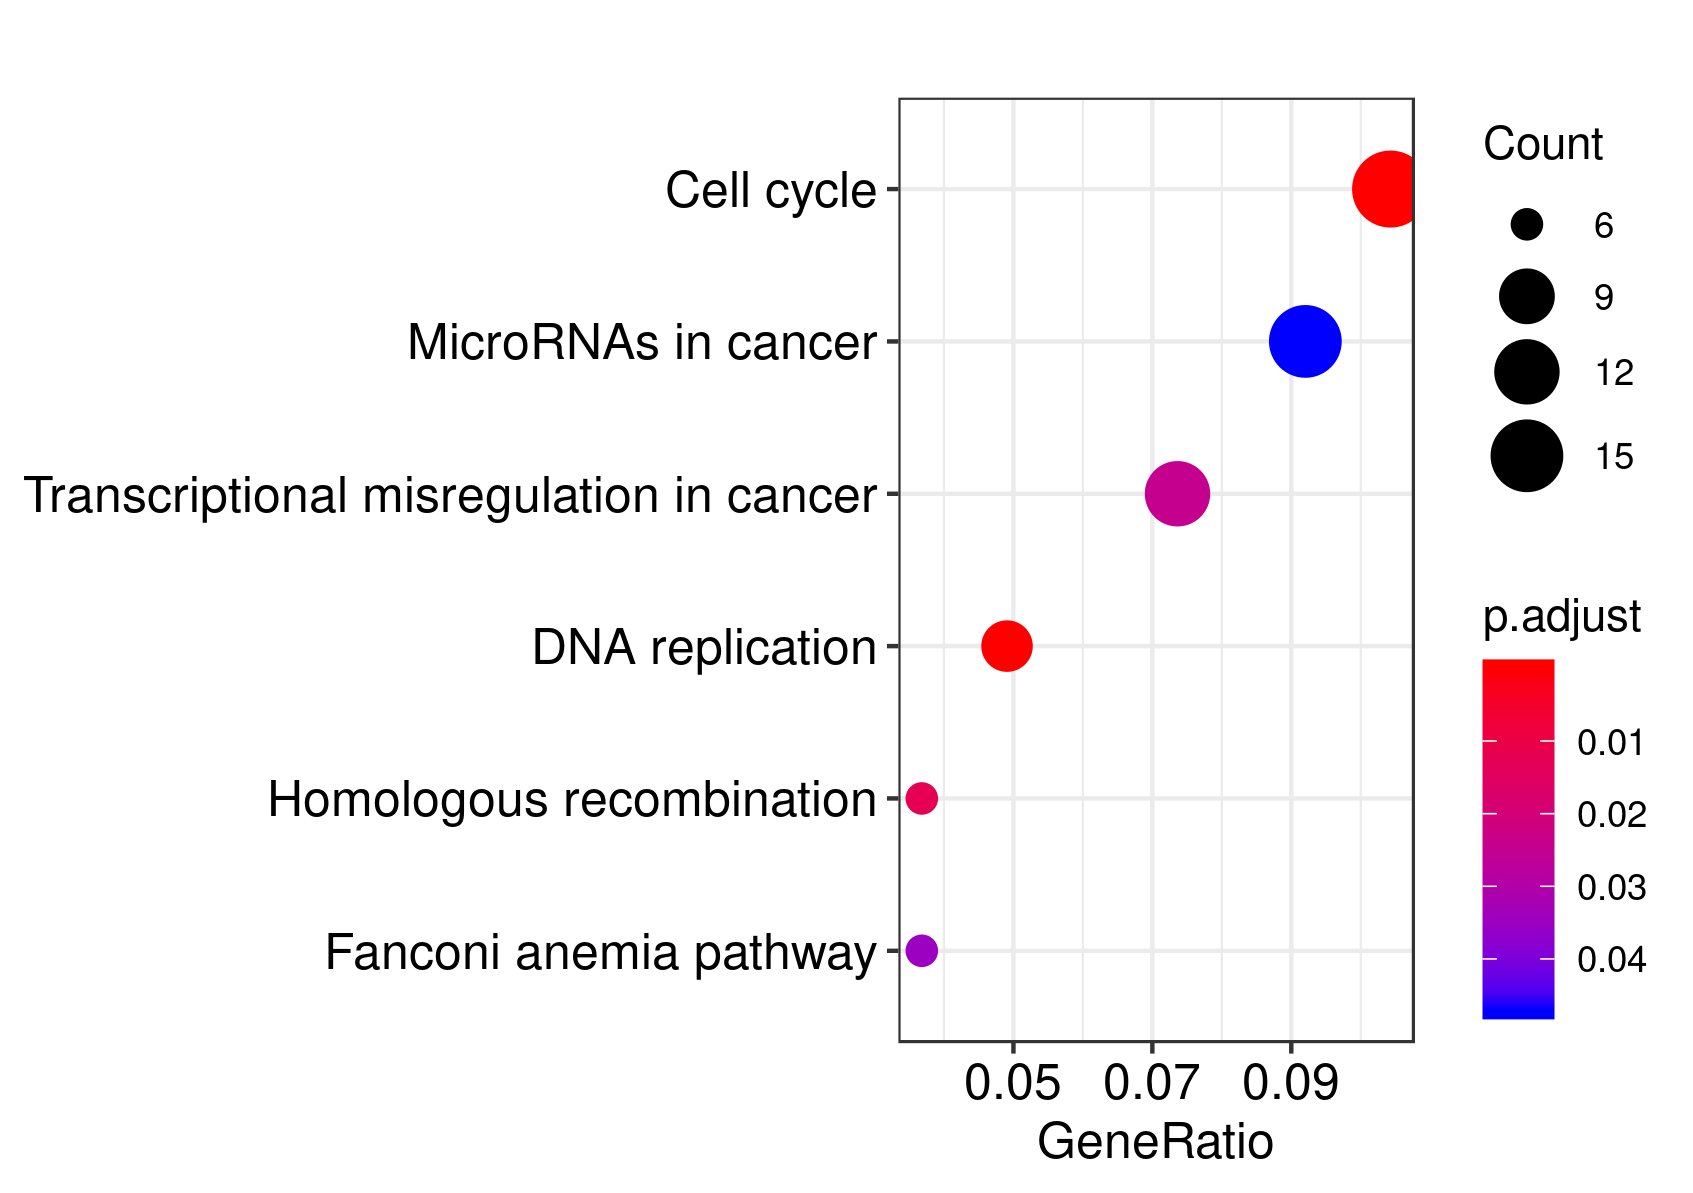 Cell cycle
MicroRNAs in cancer
Transcriptional misregulation in cancer
DNA replication
Homologous recombination
Fanconi anemia pathway
0.05 0.07 0.09
GeneRatio
Count
6
9
12
15
p.adjust
0.01
0.02
0.03
0.04